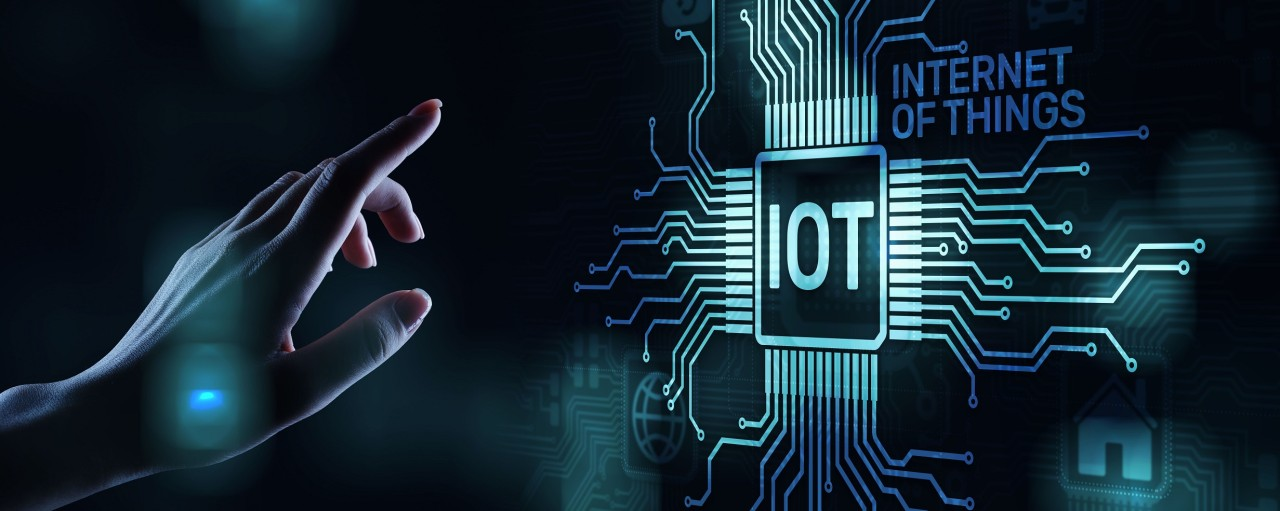 INTERNET
OF THINGS
IOT